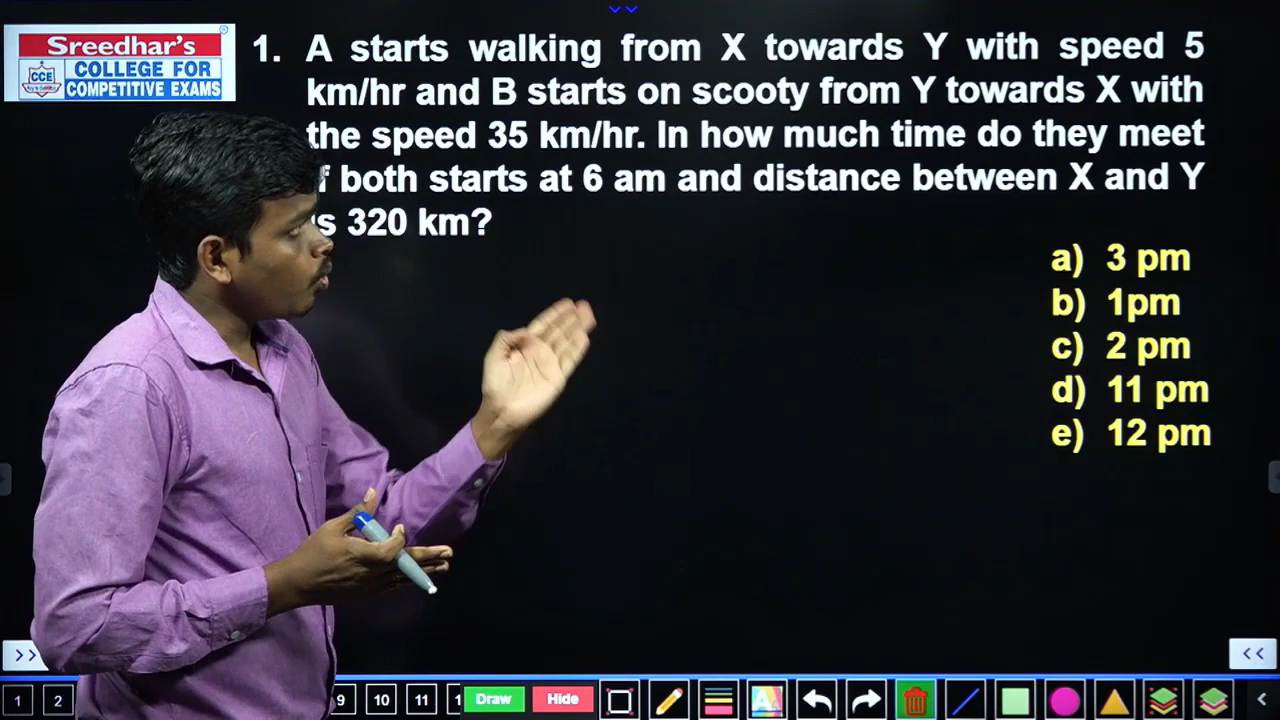 Sreedhar's
CCE
COLLEGE FOR
COMPETITIVE EXAMS
1. A starts walking from X towards Y with speed 5
km/hr and B starts on scooty from Y towards X with
the speed 35 km/hr. In how much time do they meet
f both starts at 6 am and distance between X and Y
s 320 km?
a) 3 pm
b) 1pm
c) 2 pm
d) 11 pm
e) 12 pm
>>
<<
1 2 9 10 11 1 Draw Hide A